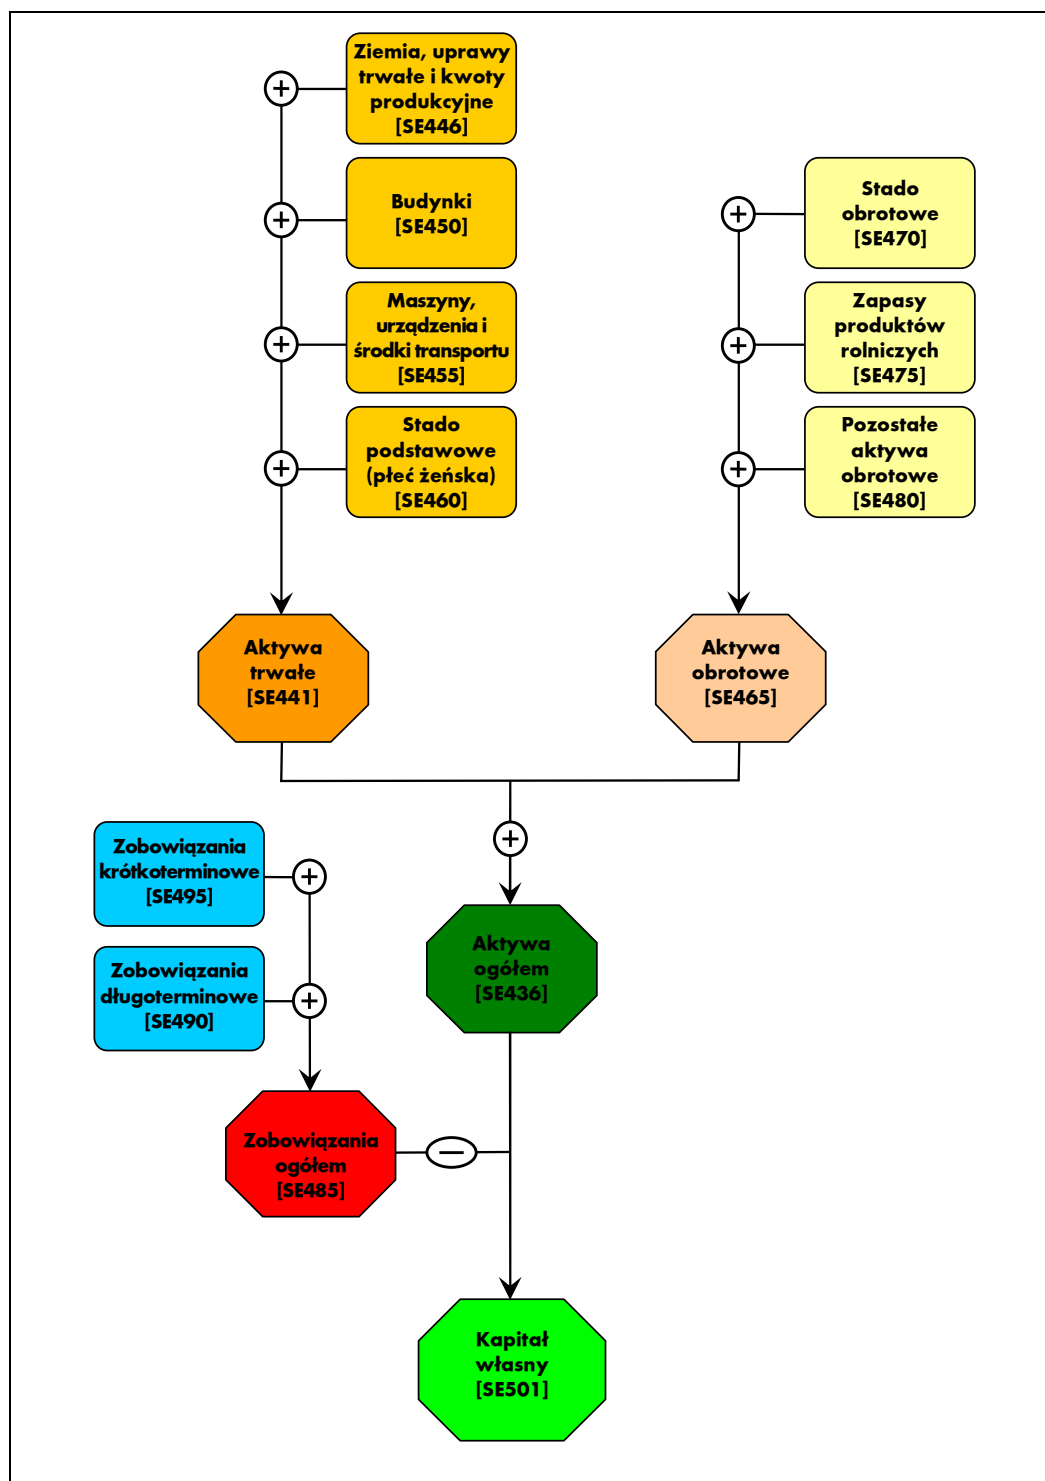 Ziemia, uprawy
trwałe i kwoty
produkcyjne
[SE446]
Budynki
[SE450]
Maszyny,
urządzenia i
środki transportu
[SE455]
Stado
podstawowe
(płeć żeńska)
[SE460]
Stado
obrotowe
[SE470]
Zapasy
produktów
rolniczych
[SE475]
Pozostałe
aktywa
obrotowe
[SE480]
Aktywa
trwałe
[SE441]
Aktywa
obrotowe
[SE465]
Zobowiązania
krótkoterminowe
[SE495]
Zobowiązania
długoterminowe
[SE490]
Aktywa
ogółem
[SE436]
Zobowiązania
ogółem
[SE485]
Kapitał
własny
[SE501]